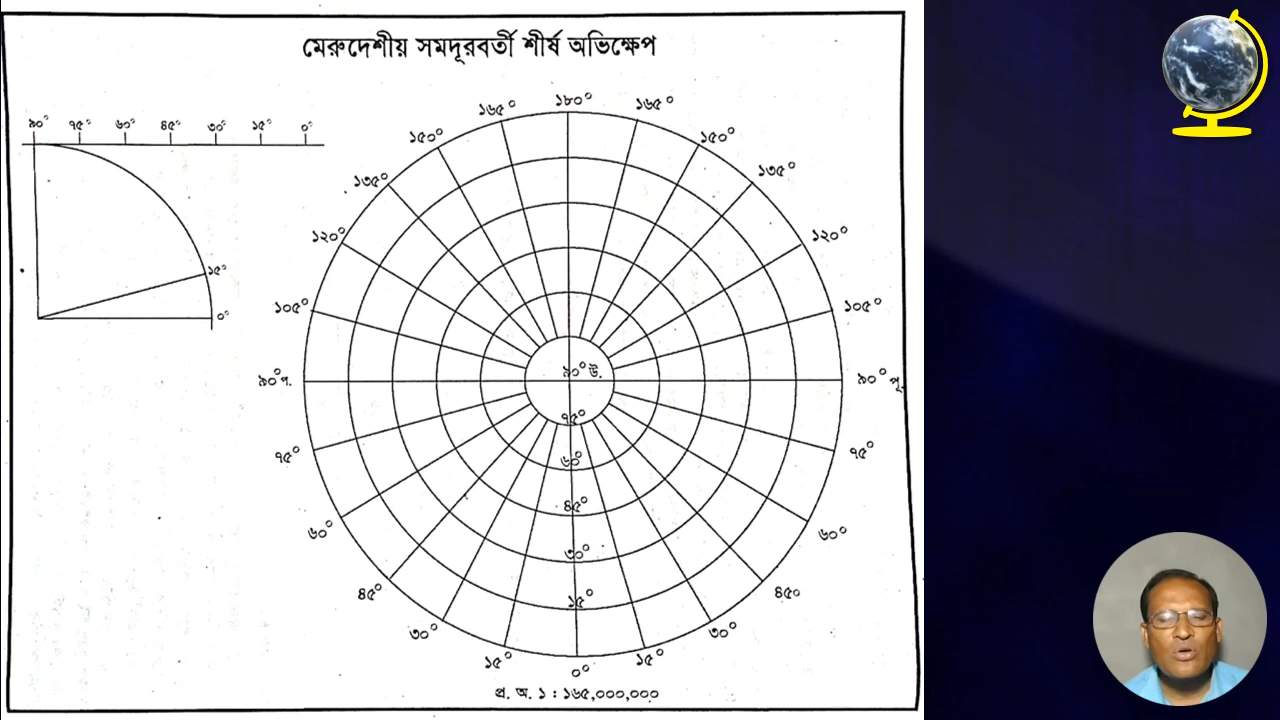 মেরুদেশীয় সমদূরবর্তী শীর্ষ অভিক্ষেপ
৯০° ৭৫° ৬০° ৪৫° ৩০° ১৫° ০°
১৫°
০°
১৬৫° ১৮০° ১৬৫°
১৫০° ১৫০°
১৩৫° ১৩৫°
১২০° ১২০°
১০৫° ১০৫°
৯০°প. ৯০°উ. ৯০°পূ.
৭৫°
৭৫° ৬০° ৭৫°
৪৫°
৬০° ৩০° ৬০°
৪৫° ১৫° ৪৫০
৩০° ৩০°
১৫° ০° ১৫°
প্র. অ. ১ : ১৬৫,০০০,০০০